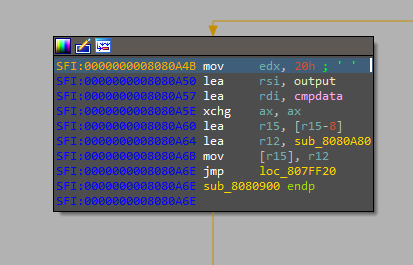 SFI:0000000008080A4B mov     edx, 20h ; ' '
SFI:0000000008080A50 lea     rsi, output
SFI:0000000008080A57 lea     rdi, cmpdata
SFI:0000000008080A5E xchg    ax, ax
SFI:0000000008080A60 lea     r15, [r15-8]
SFI:0000000008080A64 lea     r12, sub_8080A80
SFI:0000000008080A6B mov     [r15], r12
SFI:0000000008080A6E jmp     loc_807FF20
SFI:0000000008080A6E sub_8080900 endp
SFI:0000000008080A6E